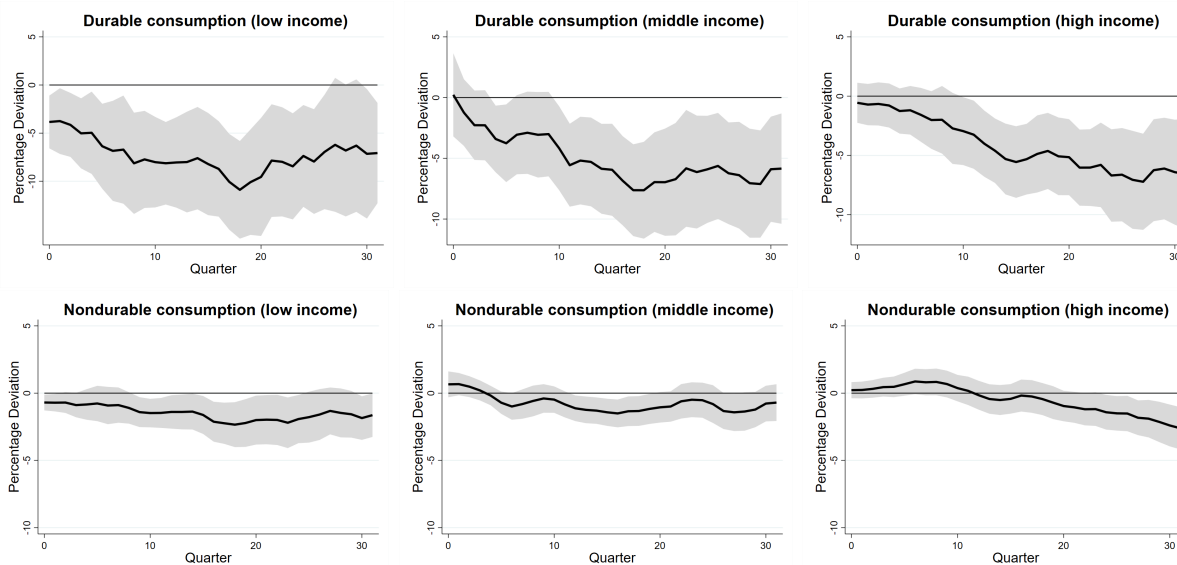 Durable consumption (low income)
Percentage Deviation
5
0
-5
-10
0
10
20
30
Quarter
Durable consumption (middle income)
Percentage Deviation
5
0
-5
-10
0
10
20
30
Quarter
Durable consumption (high income)
Percentage Deviation
5
0
-5
-10
0
10
20
30
Quarter
Nondurable consumption (low income)
Percentage Deviation
5
0
-5
-10
0
10
20
30
Quarter
Nondurable consumption (middle income)
Percentage Deviation
5
0
-5
-10
0
10
20
30
Quarter
Nondurable consumption (high income)
Percentage Deviation
5
0
-5
-10
0
10
20
30
Quarter